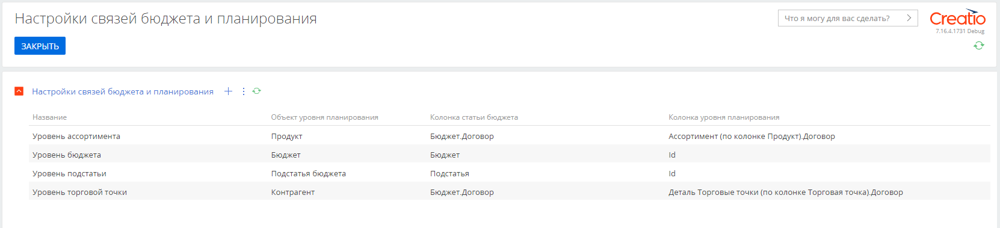 Настройки связей бюджета и планирования
Что я могу для вас сделать?
Creatio
7.16.4.1731 Debug
ЗАКРЫТЬ
Настройки связей бюджета и планирования
Название Объект уровня планирования Колонка статьи бюджета Колонка уровня планирования
Уровень ассортимента Продукт Бюджет.Договор Ассортимент (по колонке Продукт).Договор
Уровень бюджета Бюджет Бюджет Id
Уровень подстатьи Подстатья бюджета Подстатья Id
Уровень торговой точки Контрагент Бюджет.Договор Деталь Торговые точки (по колонке Торговая точка).Договор